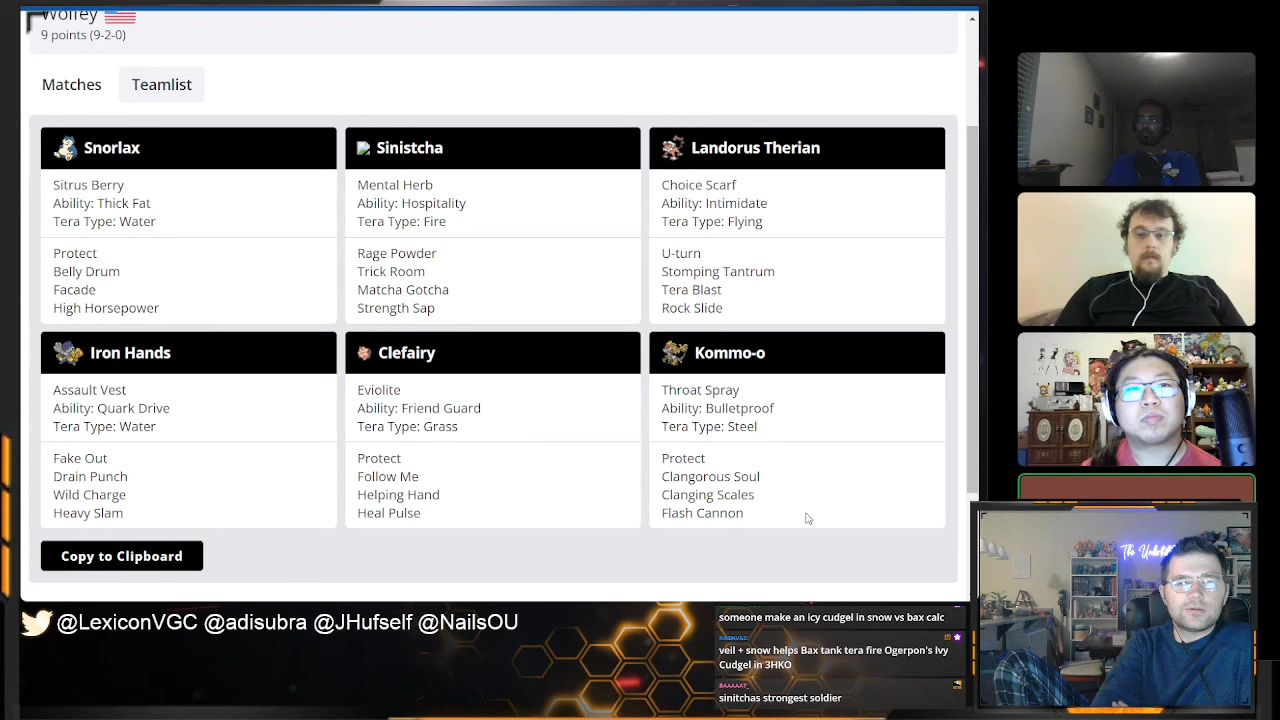 Wolfey
9 points (9-2-0)
Matches
Teamlist
Snorlax
Sitrus Berry
Ability: Thick Fat
Tera Type: Water
Protect
Belly Drum
Facade
High Horsepower
Sinistcha
Mental Herb
Ability: Hospitality
Tera Type: Fire
Rage Powder
Trick Room
Matcha Gotcha
Strength Sap
Landorus Therian
Choice Scarf
Ability: Intimidate
Tera Type: Flying
U-turn
Stomping Tantrum
Tera Blast
Rock Slide
Iron Hands
Assault Vest
Ability: Quark Drive
Tera Type: Water
Fake Out
Drain Punch
Wild Charge
Heavy Slam
Clefairy
Eviolite
Ability: Friend Guard
Tera Type: Grass
Protect
Follow Me
Helping Hand
Heal Pulse
Kommo-o
Throat Spray
Ability: Bulletproof
Tera Type: Steel
Protect
Clangorous Soul
Clanging Scales
Flash Cannon
Copy to Clipboard
@LexiconVGC @adisubra @JHufself @NailsOU
someone make an icy cudgel in snow vs bax calc
NASHVGC
veil + snow helps Bax tank tera fire Ogerpon's Ivy
Cudgel in 3HKO
BAAAAAT_
sinitchas strongest soldier